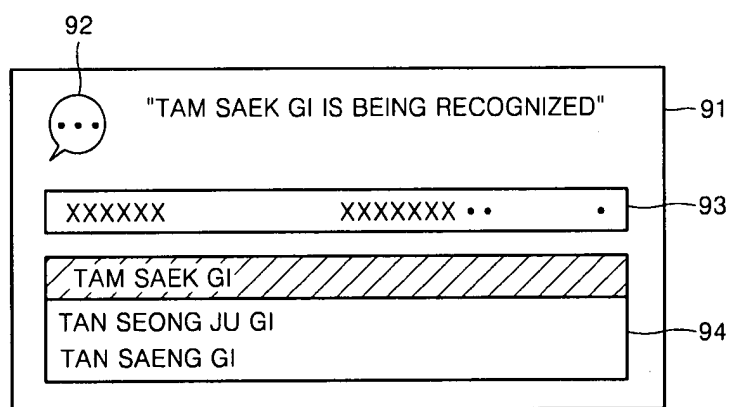 92
"TAM SAEK GI IS BEING RECOGNIZED"
91
XXXXXX XXXXXXX • • •
93
TAM SAEK GI
TAN SEONG JU GI
94
TAN SAENG GI